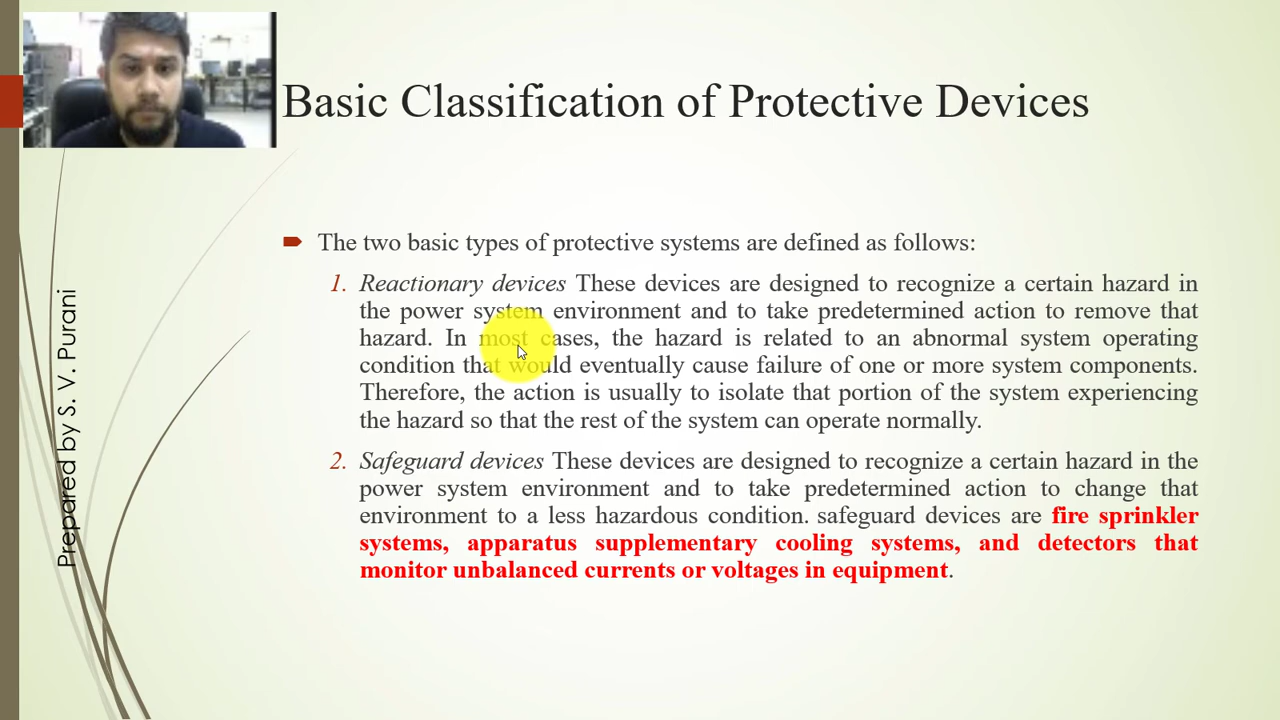 Basic Classification of Protective Devices
The two basic types of protective systems are defined as follows:
1. Reactionary devices These devices are designed to recognize a certain hazard in
the power system environment and to take predetermined action to remove that
hazard. In most cases, the hazard is related to an abnormal system operating
condition that would eventually cause failure of one or more system components.
Therefore, the action is usually to isolate that portion of the system experiencing
the hazard so that the rest of the system can operate normally.
2. Safeguard devices These devices are designed to recognize a certain hazard in the
power system environment and to take predetermined action to change that
environment to a less hazardous condition. safeguard devices are fire sprinkler
systems, apparatus supplementary cooling systems, and detectors that
monitor unbalanced currents or voltages in equipment.
Prepared by S. V. Purani